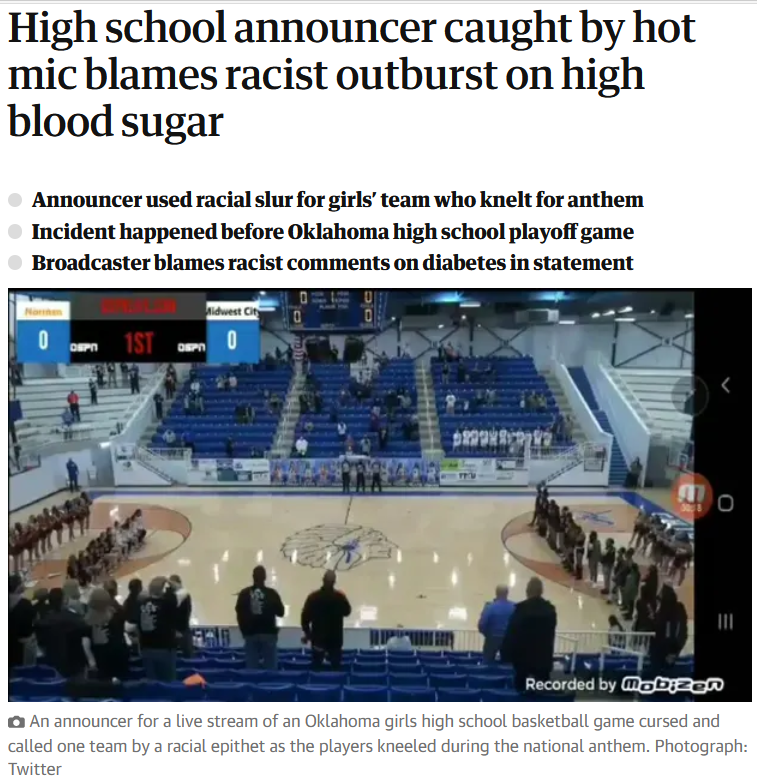 High school announcer caught by hot
mic blames racist outburst on high
blood sugar
Announcer used racial slur for girls' team who knelt for anthem
Incident happened before Oklahoma high school playoff game
Broadcaster blames racist comments on diabetes in statement
Norman
Midwest City
0
OSPN
1ST
OSPN
0
Recorded by Mobizen
An announcer for a live stream of an Oklahoma girls high school basketball game cursed and
called one team by a racial epithet as the players kneeled during the national anthem. Photograph:
Twitter